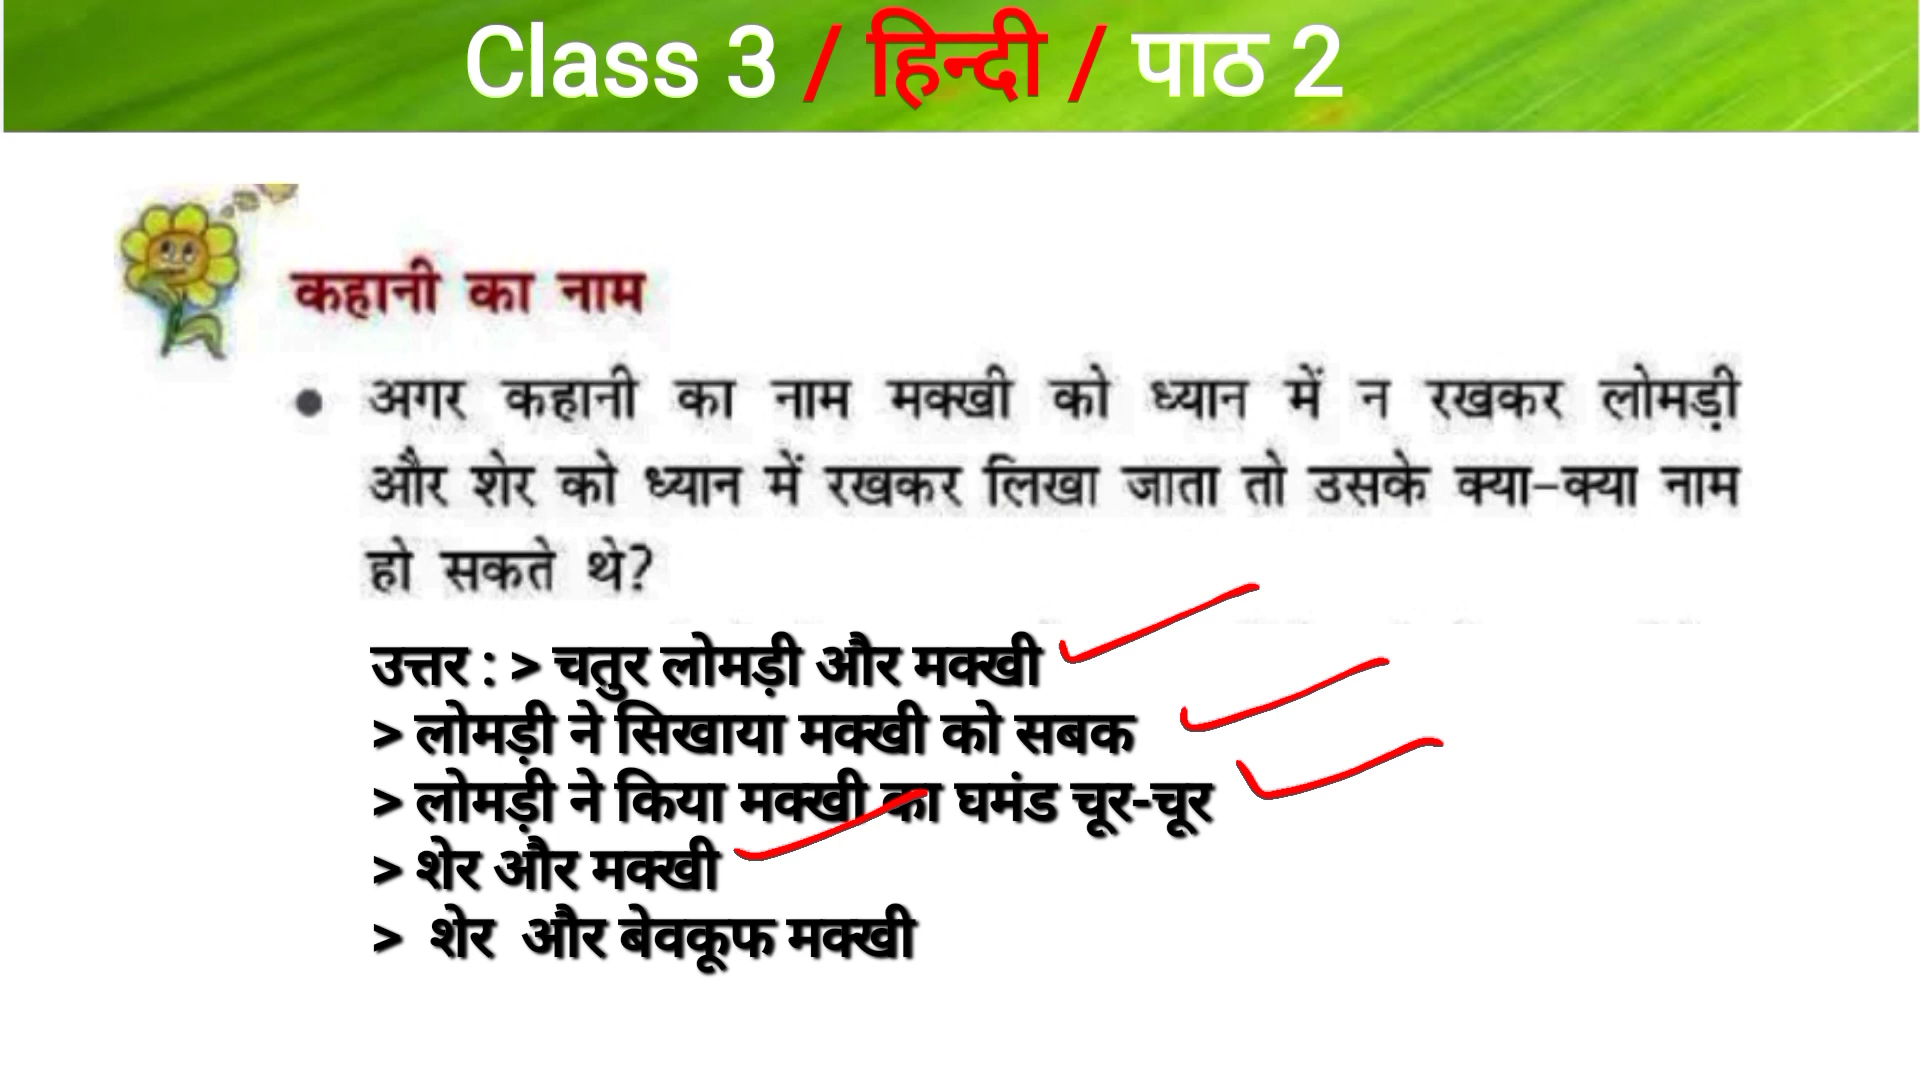 Class 3 / हिन्दी / पाठ 2
कहानी का नाम
● अगर कहानी का नाम मक्खी को ध्यान में न रखकर लोमड़ी
और शेर को ध्यान में रखकर लिखा जाता तो उसके क्या-क्या नाम
हो सकते थे?
उत्तर : > चतुर लोमड़ी और मक्खी
> लोमड़ी ने सिखाया मक्खी को सबक
> लोमड़ी ने किया मक्खी का घमंड चूर-चूर
> शेर और मक्खी
> शेर और बेवकूफ मक्खी